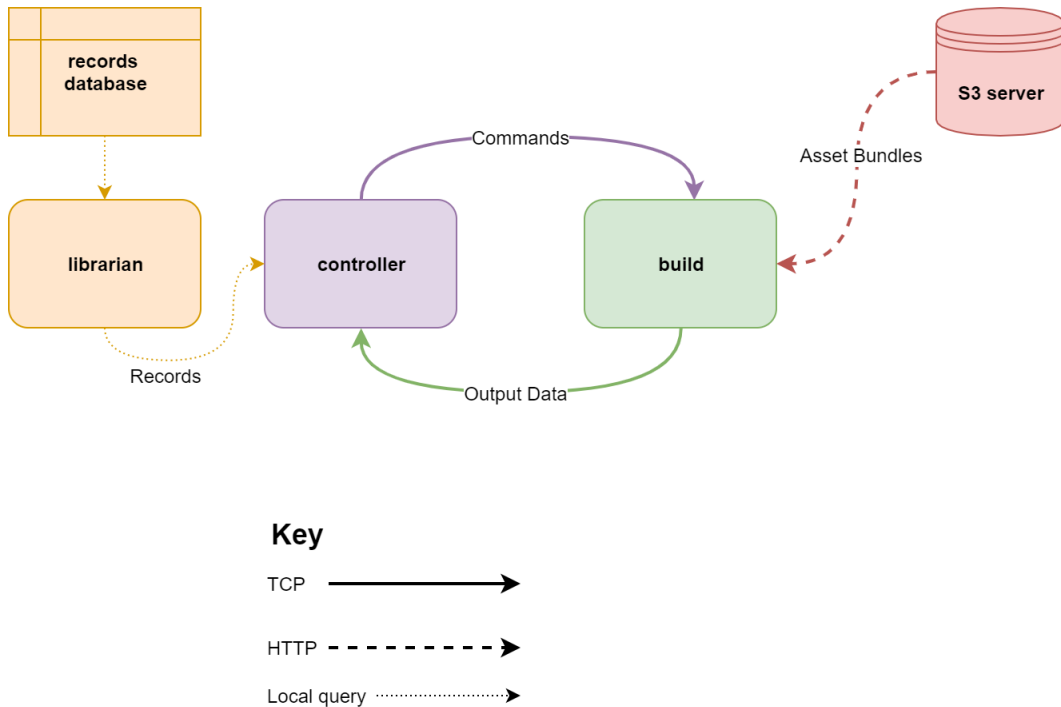 records
database
S3 server
Commands
Asset Bundles
librarian
controller
build
Records
Output Data
Key
TCP
HTTP
Local query